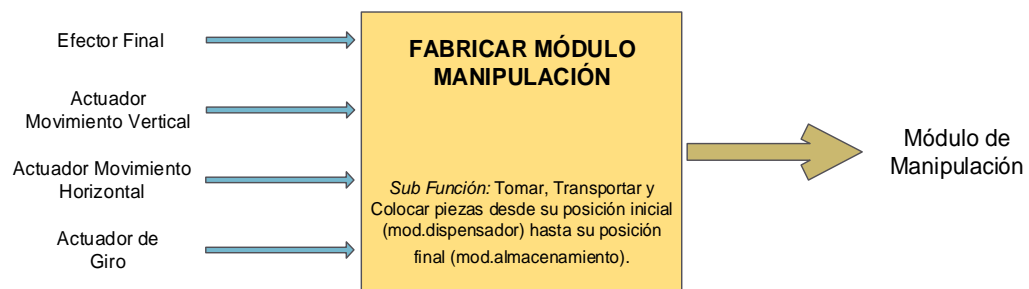 Efector Final
Actuador
Movimiento Vertical
Actuador Movimiento
Horizontal
Actuador de
Giro
FABRICAR MÓDULO
MANIPULACIÓN
Sub Función: Tomar, Transportar y
Colocar piezas desde su posición inicial
(mod.dispensador) hasta su posición
final (mod.almacenamiento).
Módulo de
Manipulación